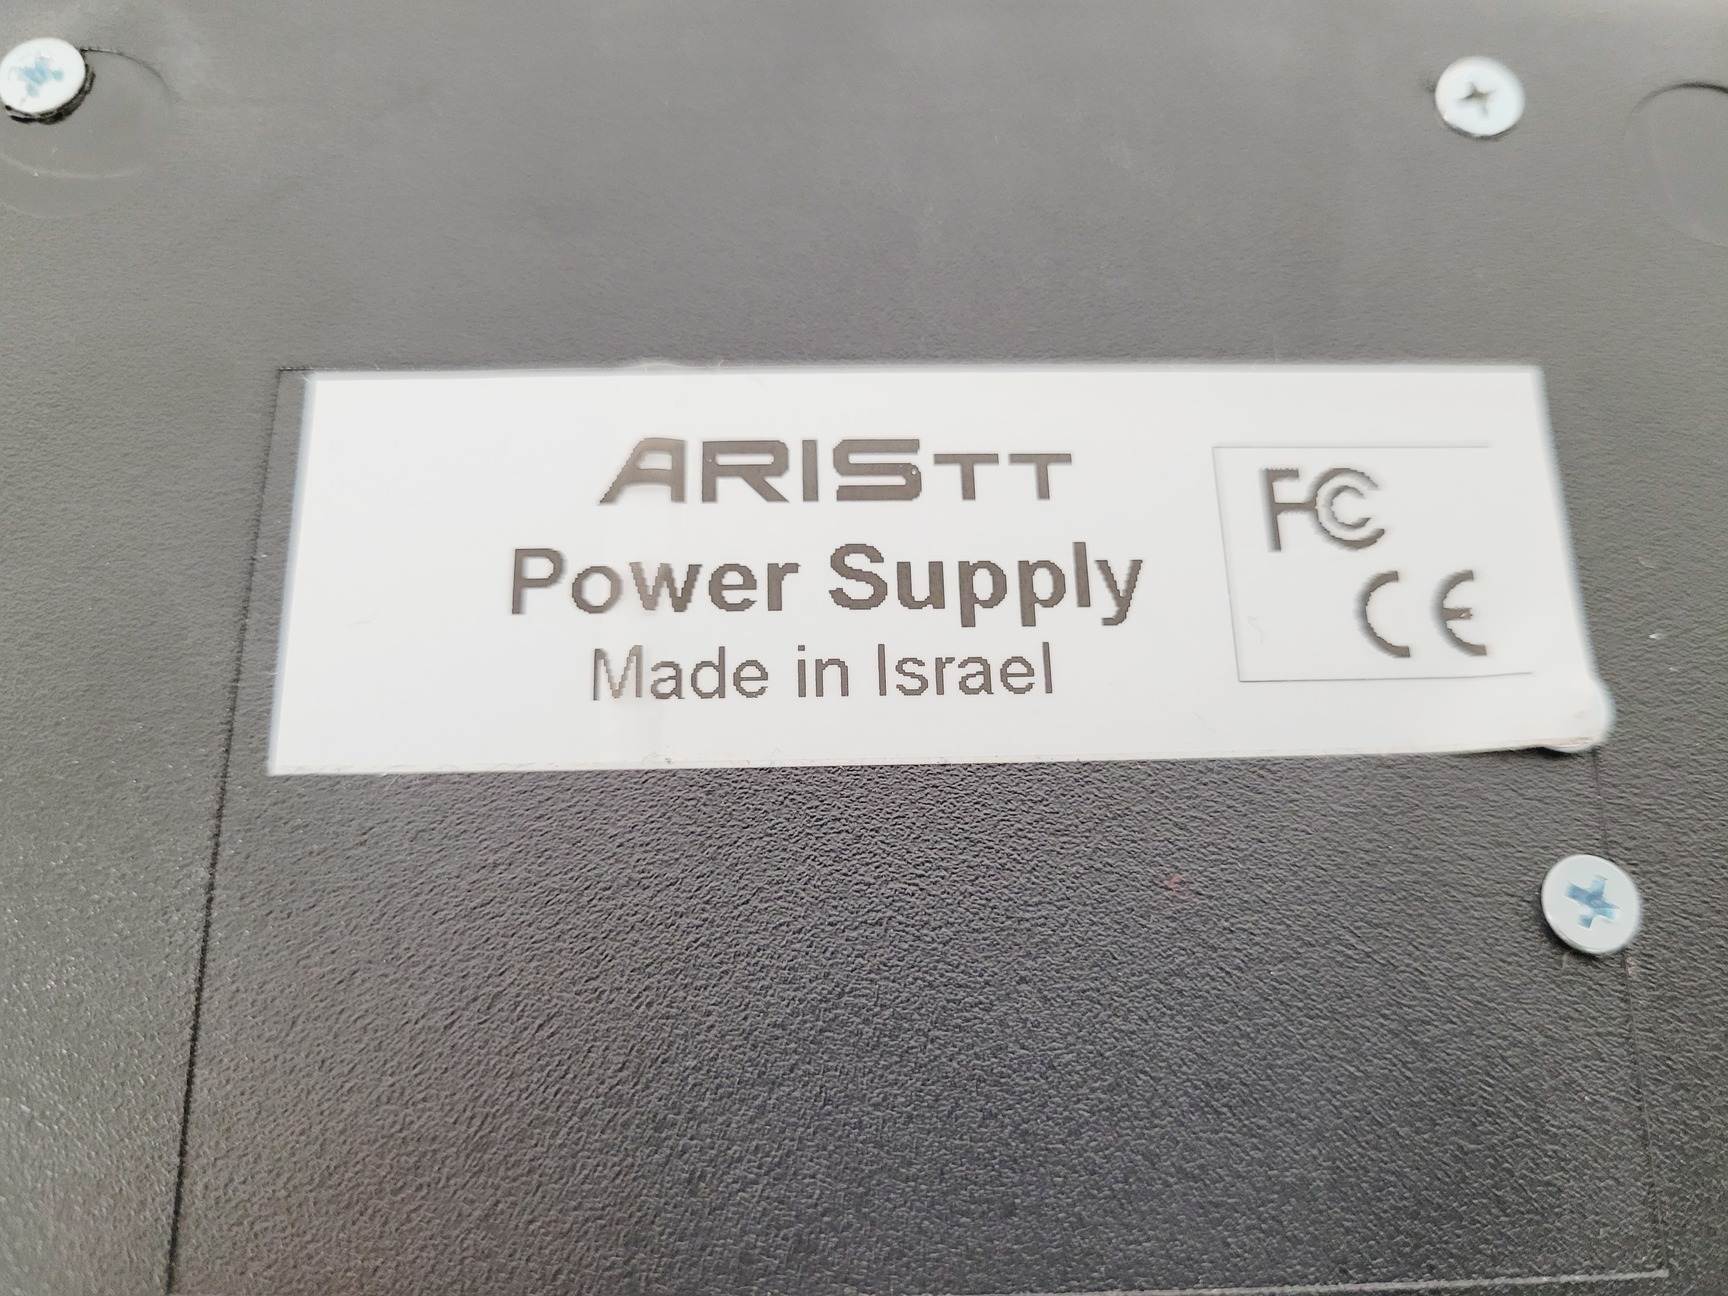 ARISTT
Power Supply
Made in Israel
FC
CE